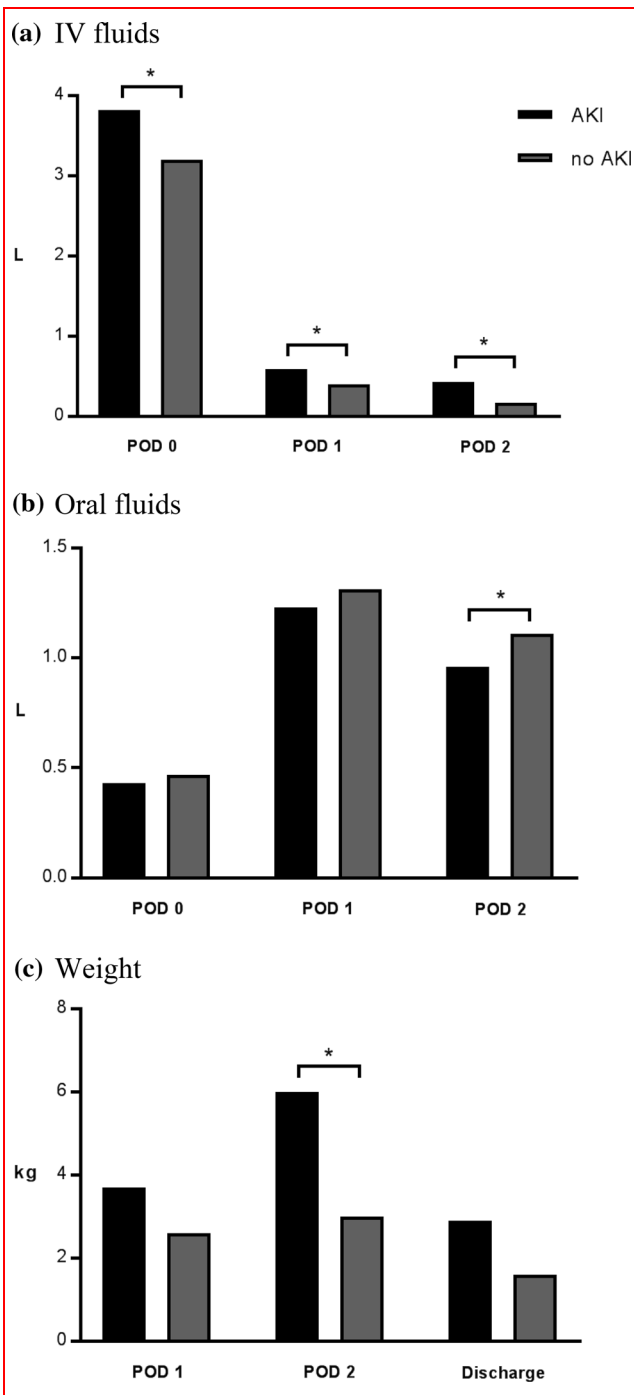 (a) IV fluids
*
4
AKI
no AKI
3
L
2
*
*
1
0
POD 0 POD 1 POD 2
(b) Oral fluids
1.5
*
1.0
L
0.5
0.0
POD 0 POD 1 POD 2
(c) Weight
8
*
6
kg
4
2
0
POD 1 POD 2 Discharge